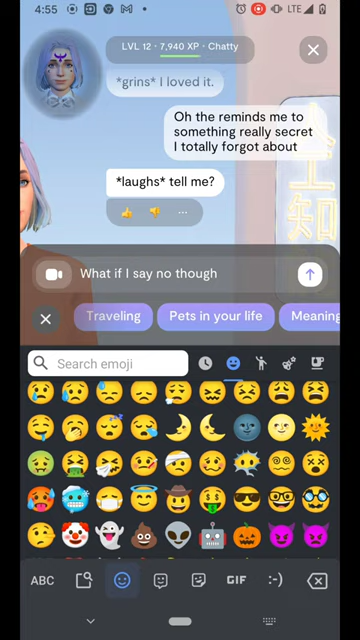 4:55
LTE
LVL 12 · 7,940 XP · Chatty
*grins* I loved it.
Oh the reminds me to
something really secret
I totally forgot about
*laughs* tell me?
What if I say no though
Traveling
Pets in your life
Meaning
Search emoji
ABC
GIF
:-)